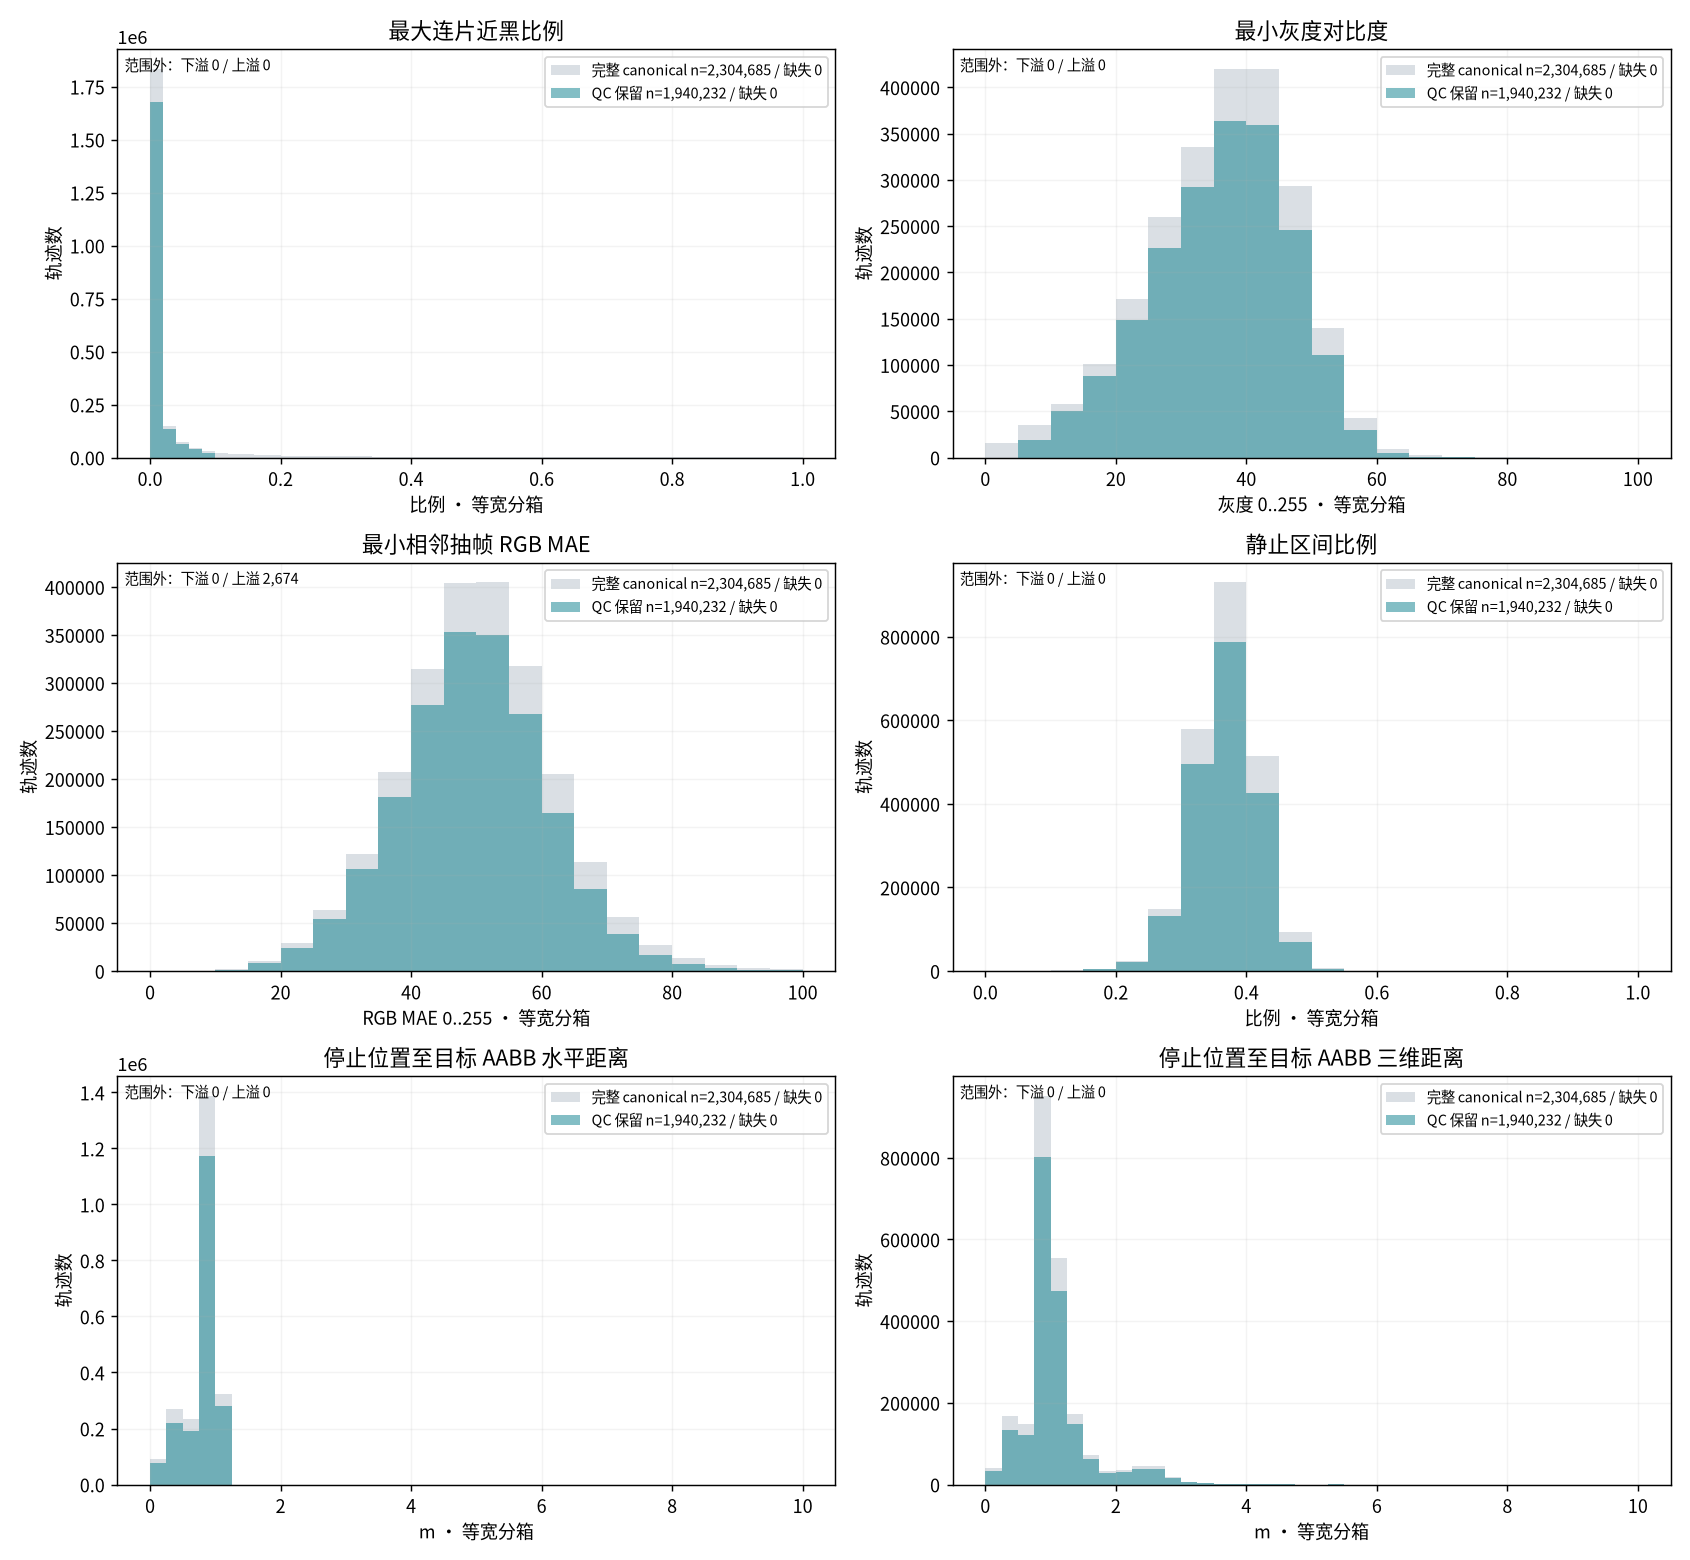 最大连片近黑比例
1e6
范围外：下溢 0 / 上溢 0
完整 canonical n=2,304,685 / 缺失 0
QC 保留 n=1,940,232 / 缺失 0
轨迹数
1.75
1.50
1.25
1.00
0.75
0.50
0.25
0.00
0.0 0.2 0.4 0.6 0.8 1.0
比例 · 等宽分箱
最小灰度对比度
范围外：下溢 0 / 上溢 0
完整 canonical n=2,304,685 / 缺失 0
QC 保留 n=1,940,232 / 缺失 0
轨迹数
400000
350000
300000
250000
200000
150000
100000
50000
0
0 20 40 60 80 100
灰度 0..255 · 等宽分箱
最小相邻抽帧 RGB MAE
范围外：下溢 0 / 上溢 2,674
完整 canonical n=2,304,685 / 缺失 0
QC 保留 n=1,940,232 / 缺失 0
轨迹数
400000
350000
300000
250000
200000
150000
100000
50000
0
0 20 40 60 80 100
RGB MAE 0..255 · 等宽分箱
静止区间比例
范围外：下溢 0 / 上溢 0
完整 canonical n=2,304,685 / 缺失 0
QC 保留 n=1,940,232 / 缺失 0
轨迹数
800000
600000
400000
200000
0
0.0 0.2 0.4 0.6 0.8 1.0
比例 · 等宽分箱
停止位置至目标 AABB 水平距离
1e6
范围外：下溢 0 / 上溢 0
完整 canonical n=2,304,685 / 缺失 0
QC 保留 n=1,940,232 / 缺失 0
轨迹数
1.4
1.2
1.0
0.8
0.6
0.4
0.2
0.0
0 2 4 6 8 10
m · 等宽分箱
停止位置至目标 AABB 三维距离
范围外：下溢 0 / 上溢 0
完整 canonical n=2,304,685 / 缺失 0
QC 保留 n=1,940,232 / 缺失 0
轨迹数
800000
600000
400000
200000
0
0 2 4 6 8 10
m · 等宽分箱